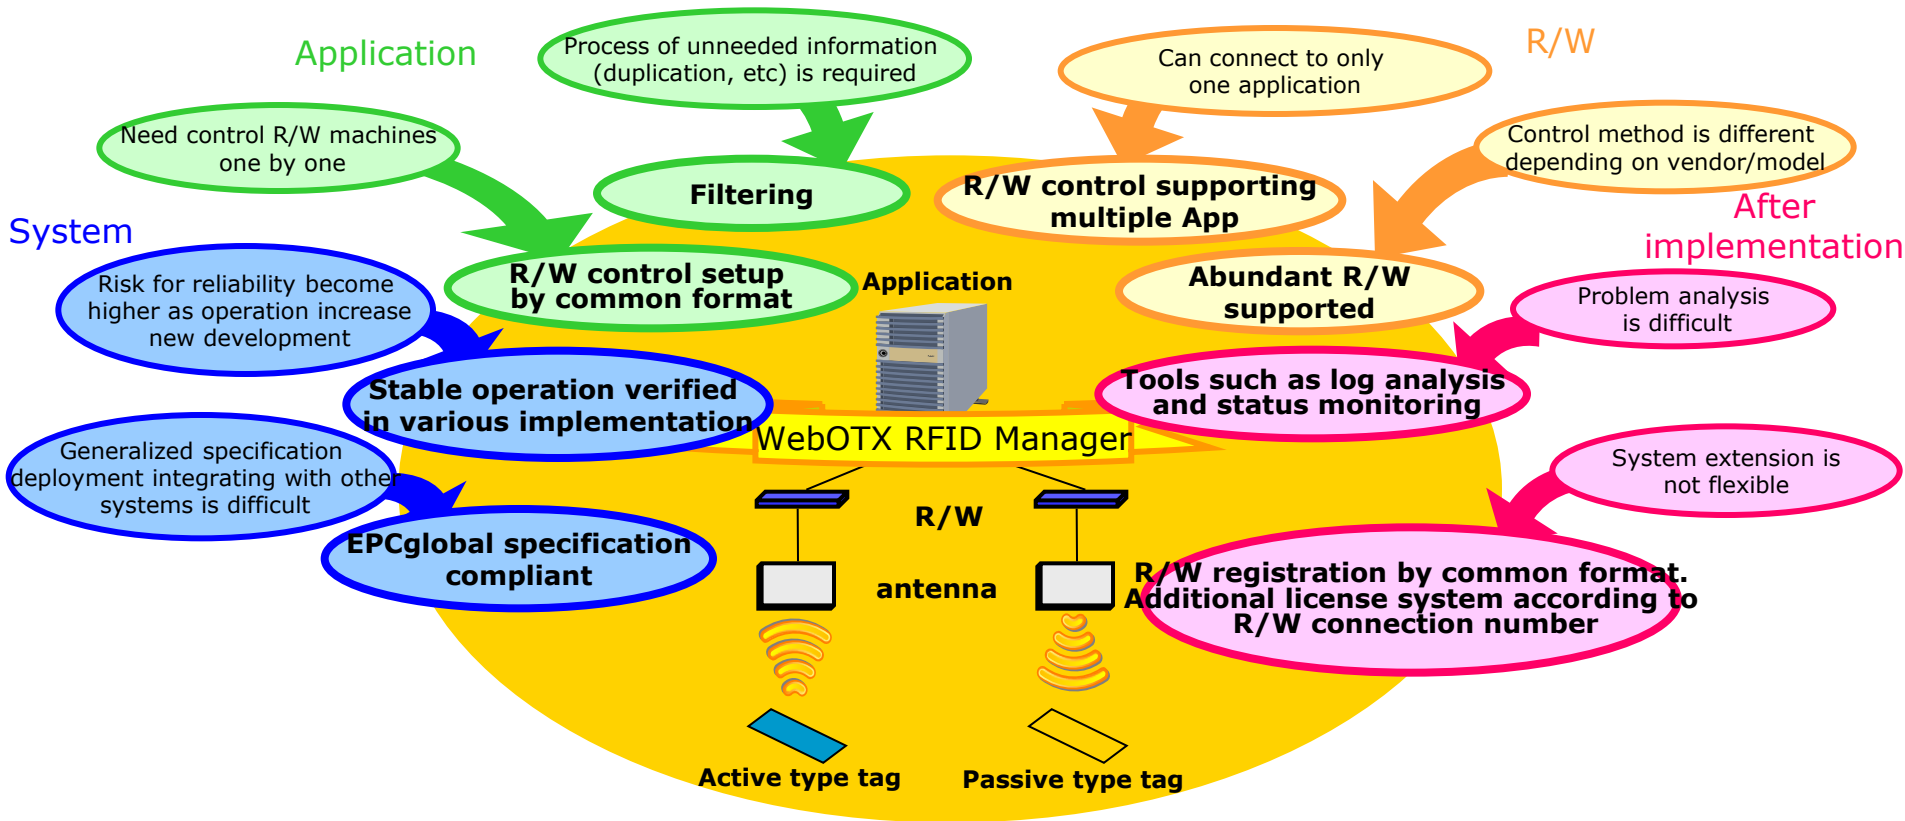 Application
Process of unneeded information
(duplication, etc) is required
Can connect to only
one application
R/W
Need control R/W machines
one by one
Control method is different
depending on vendor/model
Filtering
R/W control supporting
multiple App
System
After
implementation
Risk for reliability become
higher as operation increase
new development
R/W control setup
by common format
Application
Abundant R/W
supported
Problem analysis
is difficult
Stable operation verified
in various implementation
Tools such as log analysis
and status monitoring
WebOTX RFID Manager
Generalized specification
deployment integrating with other
systems is difficult
System extension is
not flexible
EPCglobal specification
compliant
R/W
antenna
R/W registration by common format.
Additional license system according to
R/W connection number
Active type tag
Passive type tag